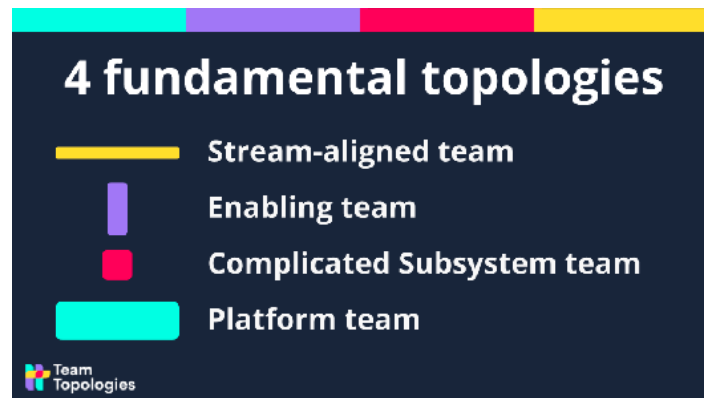 4 fundamental topologies
Stream-aligned team
Enabling team
Complicated Subsystem team
Platform team
Team
Topologies